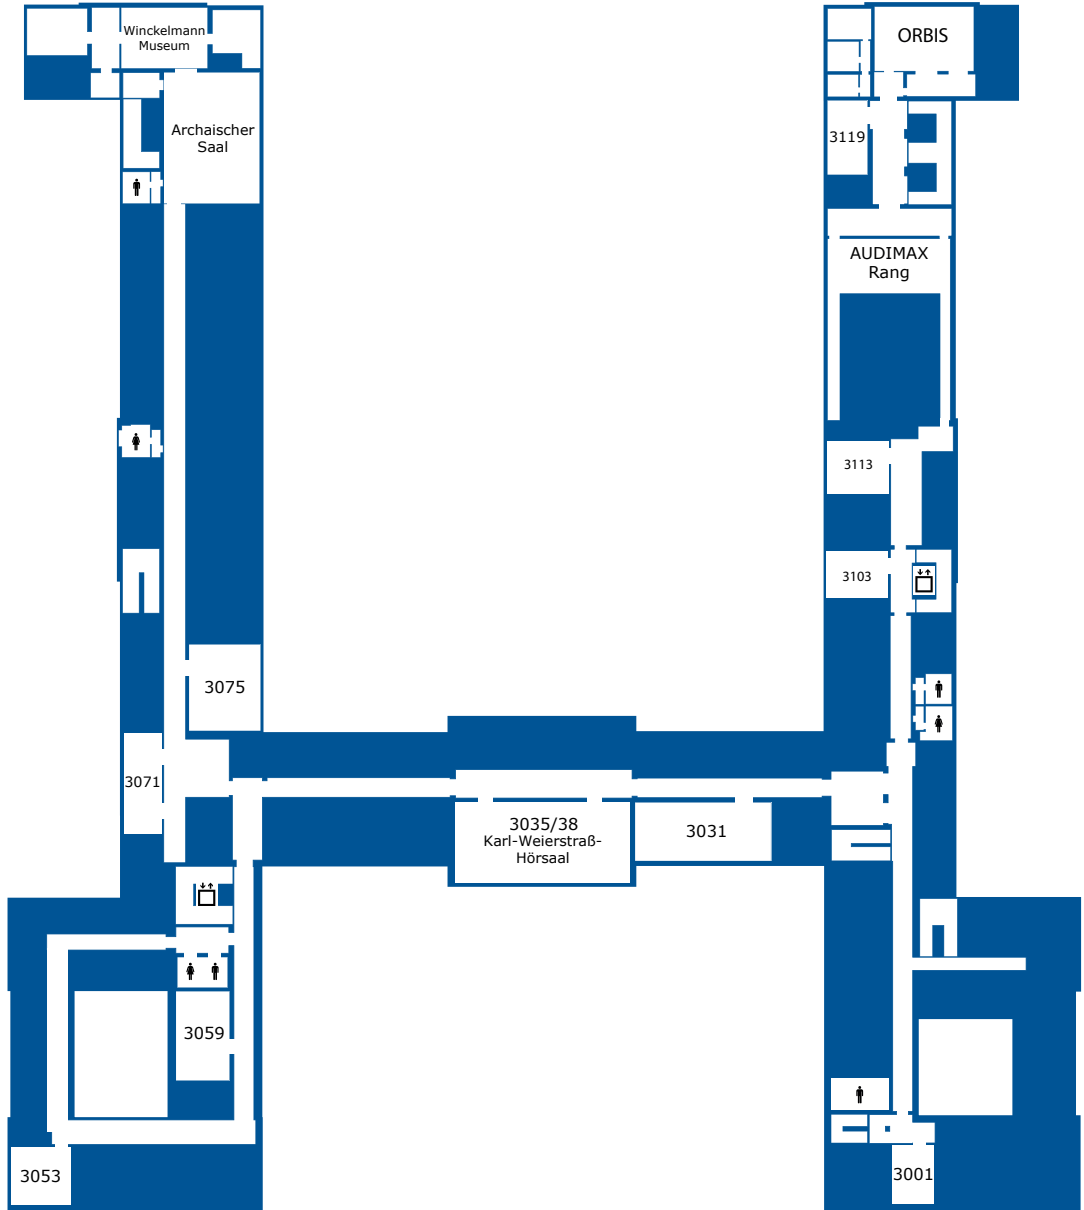 Winckelmann
Museum
ORBIS
Archaischer
Saal
3119
AUDIMAX
Rang
3113
3103
3075
3071
3035/38
Karl-Weierstraß-
Hörsaal
3031
3059
3053
3001